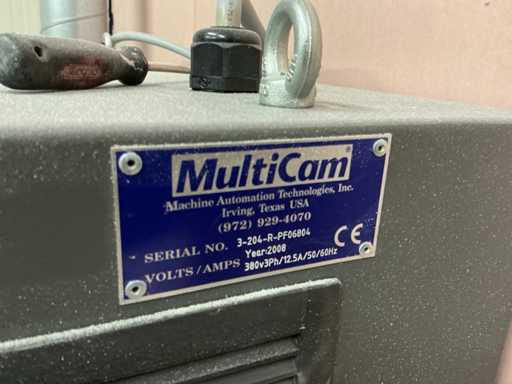 MultiCam®
Machine Automation Technologies, Inc.
Irving, Texas USA
(972) 929-4070
SERIAL NO. 3-204-R-PF06804
Year:2008
VOLTS/AMPS 380v3Ph/12.5A/50/60Hz
CE